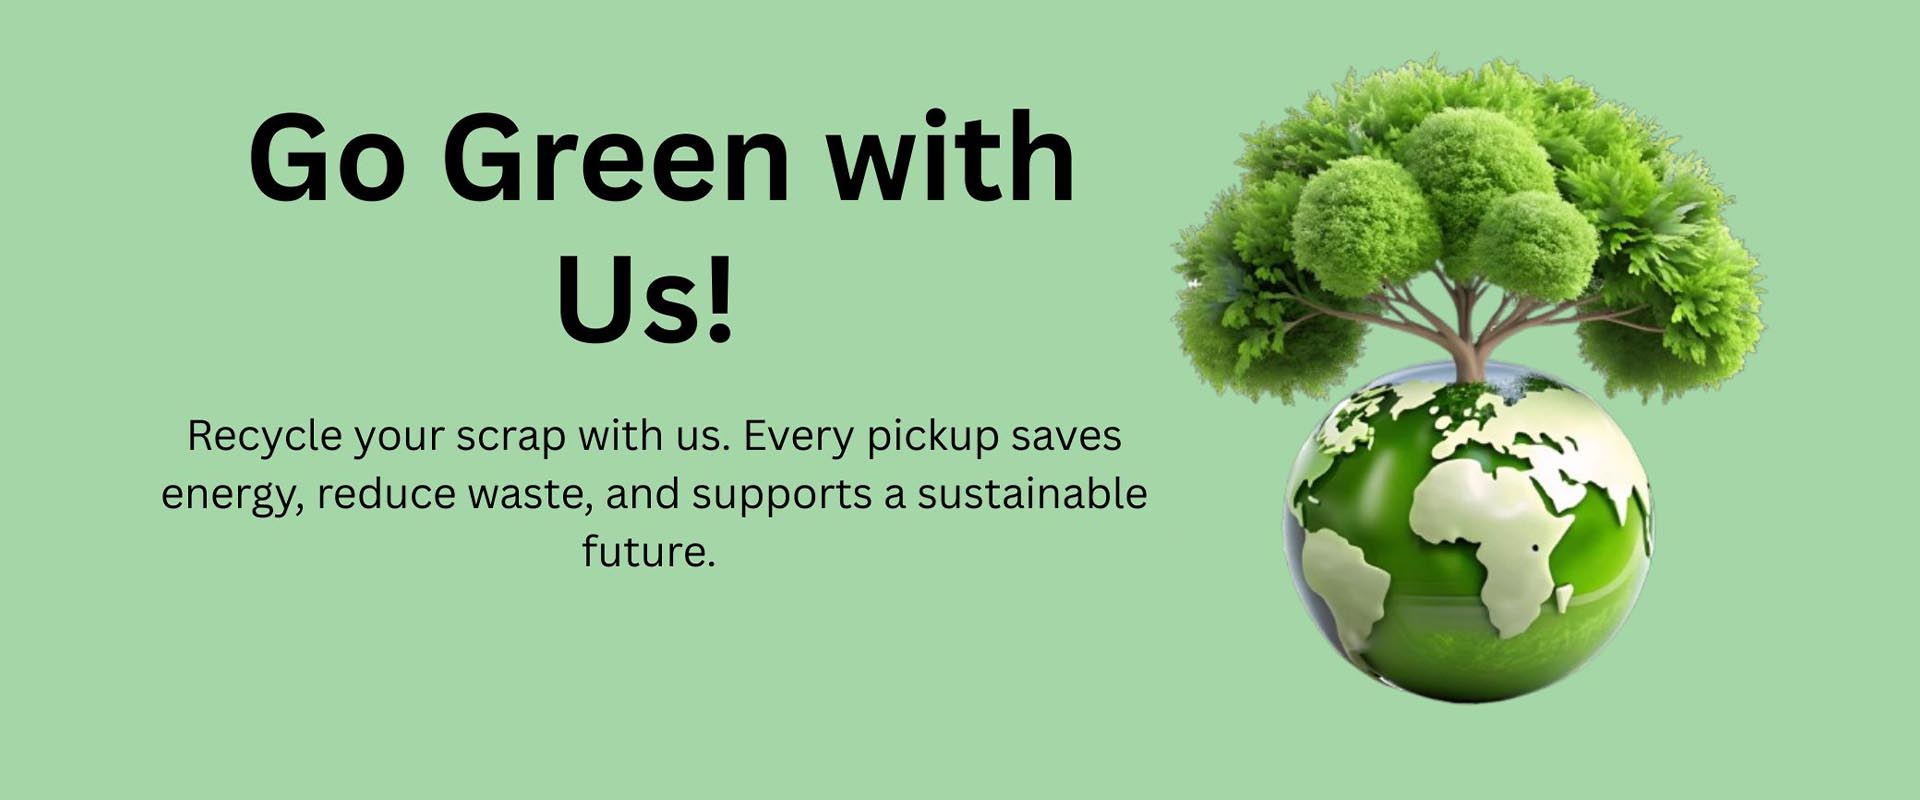 Go Green with
Us!
Recycle your scrap with us. Every pickup saves
energy, reduce waste, and supports a sustainable
future.